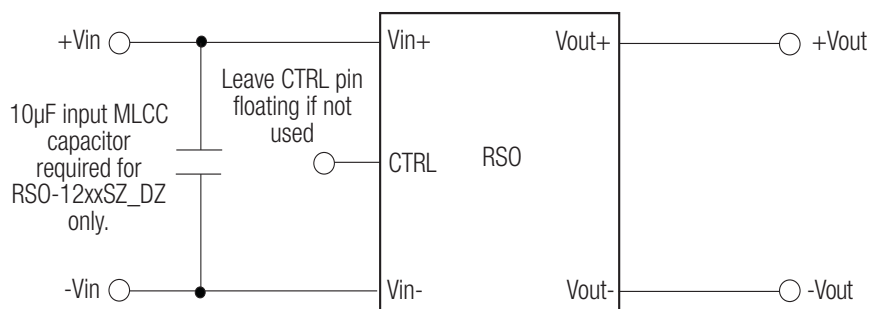 +Vin
Vin+
Vout+
+Vout
Leave CTRL pin
floating if not
used
10µF input MLCC
capacitor
required for
RSO-12xxSZ_DZ
only.
CTRL
RSO
-Vin
Vin-
Vout-
-Vout